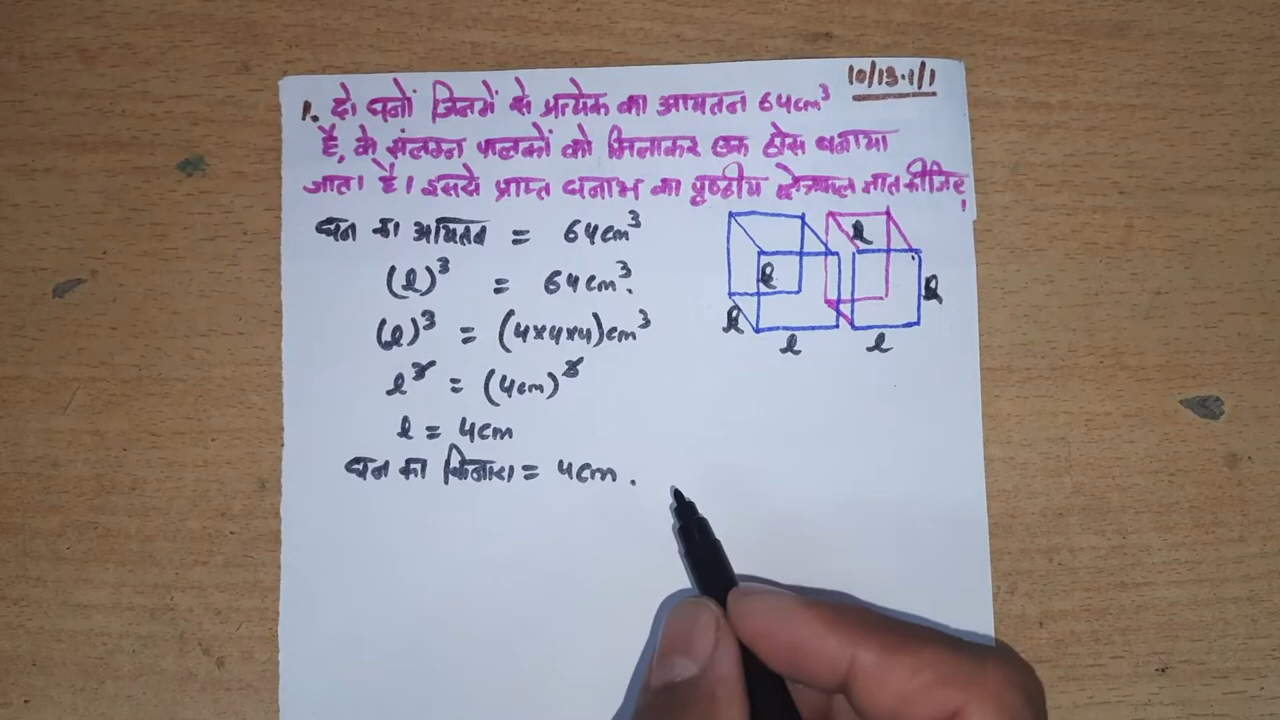 10/13.1/1
1. दो घनों जिनमें से प्रत्येक का आयतन 64cm³
है, के संलग्न फलकों को मिलाकर एक ठोस बनाया
जाता है। इससे प्राप्त घनाभ का पृष्ठीय क्षेत्रफल ज्ञात कीजिए,
घन का आयतन = 64cm³
(l)³ = 64cm³.
(l)³ = (4×4×4)cm³
l³ = (4cm)³
l = 4cm
घन का किनारा = 4cm.
l
l
l
l
l
l